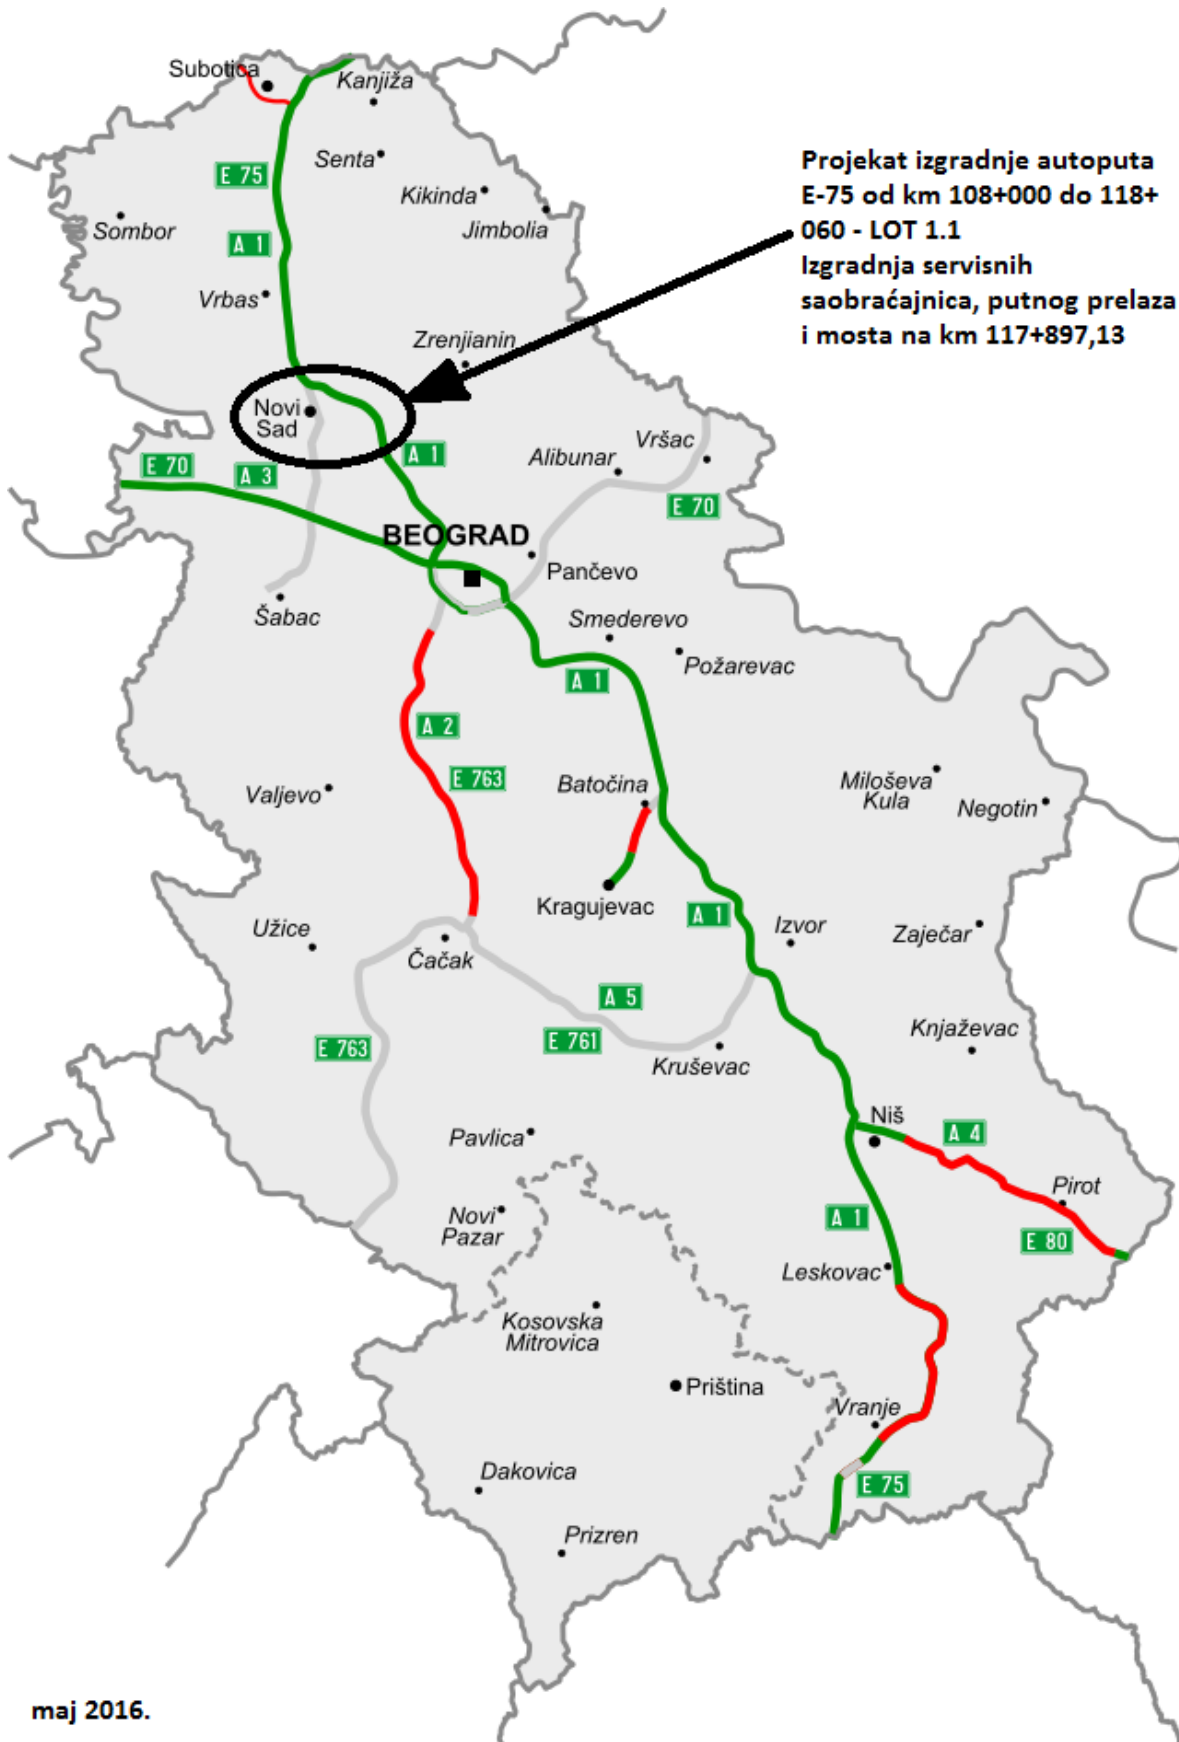 Subotica
Kanjiža
Projekat izgradnje autoputa
E-75 od km 108+000 do 118+
060 - LOT 1.1
Izgradnja servisnih
saobraćajnica, putnog prelaza
i mosta na km 117+897,13
Senta
E 75
Kikinda
Jimbolia
Sombor
A 1
Vrbas
Zrenjianin
Novi
Sad
Vršac
A 1
Alibunar
E 70
A 3
E 70
BEOGRAD
Pančevo
Šabac
Smederevo
Požarevac
A 1
A 2
E 763
Batočina
Miloševa
Kula
Valjevo
Negotin
Kragujevac
A 1
Izvor
Užice
Zaječar
Čačak
A 5
E 763
E 761
Knjaževac
Kruševac
Niš
A 4
Pavlica
Pirot
Novi
Pazar
A 1
E 80
Leskovac
Kosovska
Mitrovica
Priština
Vranje
Dakovica
E 75
Prizren
maj 2016.